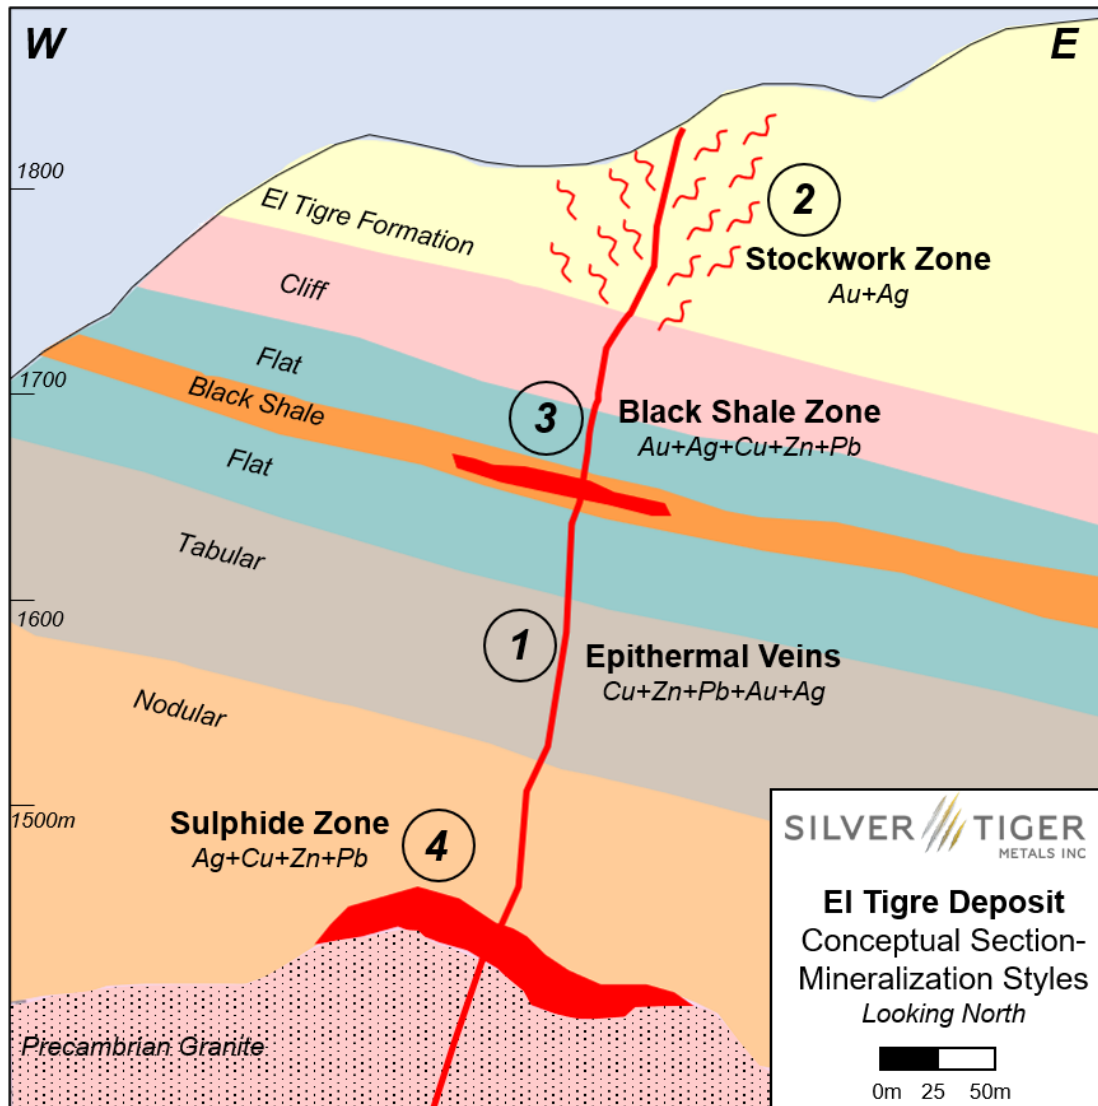 W
E
1800
El Tigre Formation
2
Stockwork Zone
Au+Ag
Cliff
Flat
1700
Black Shale
3
Black Shale Zone
Au+Ag+Cu+Zn+Pb
Flat
Tabular
1600
1
Epithermal Veins
Cu+Zn+Pb+Au+Ag
Nodular
1500m
Sulphide Zone
Ag+Cu+Zn+Pb
4
Precambrian Granite
SILVER TIGER
METALS INC
El Tigre Deposit
Conceptual Section-
Mineralization Styles
Looking North
0m 25 50m